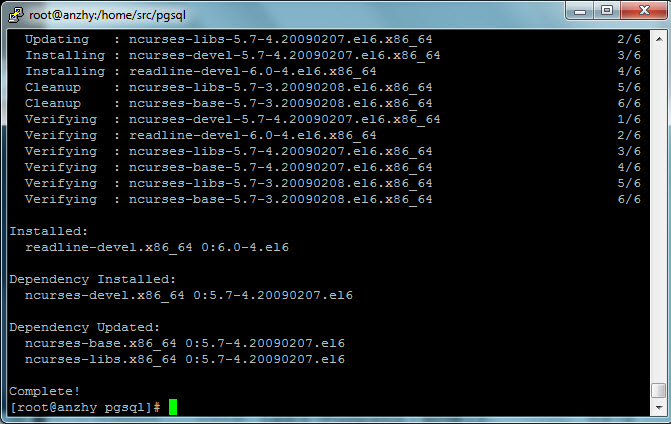 root@anzhy:/home/src/pgsql
Updating : ncurses-libs-5.7-4.20090207.el6.x86_64 2/6
Installing : ncurses-devel-5.7-4.20090207.el6.x86_64 3/6
Installing : readline-devel-6.0-4.el6.x86_64 4/6
Cleanup : ncurses-libs-5.7-3.20090208.el6.x86_64 5/6
Cleanup : ncurses-base-5.7-3.20090208.el6.x86_64 6/6
Verifying : ncurses-devel-5.7-4.20090207.el6.x86_64 1/6
Verifying : readline-devel-6.0-4.el6.x86_64 2/6
Verifying : ncurses-libs-5.7-4.20090207.el6.x86_64 3/6
Verifying : ncurses-base-5.7-4.20090207.el6.x86_64 4/6
Verifying : ncurses-libs-5.7-3.20090208.el6.x86_64 5/6
Verifying : ncurses-base-5.7-3.20090208.el6.x86_64 6/6
Installed:
readline-devel.x86_64 0:6.0-4.el6
Dependency Installed:
ncurses-devel.x86_64 0:5.7-4.20090207.el6
Dependency Updated:
ncurses-base.x86_64 0:5.7-4.20090207.el6
ncurses-libs.x86_64 0:5.7-4.20090207.el6
Complete!
[root@anzhy pgsql]#